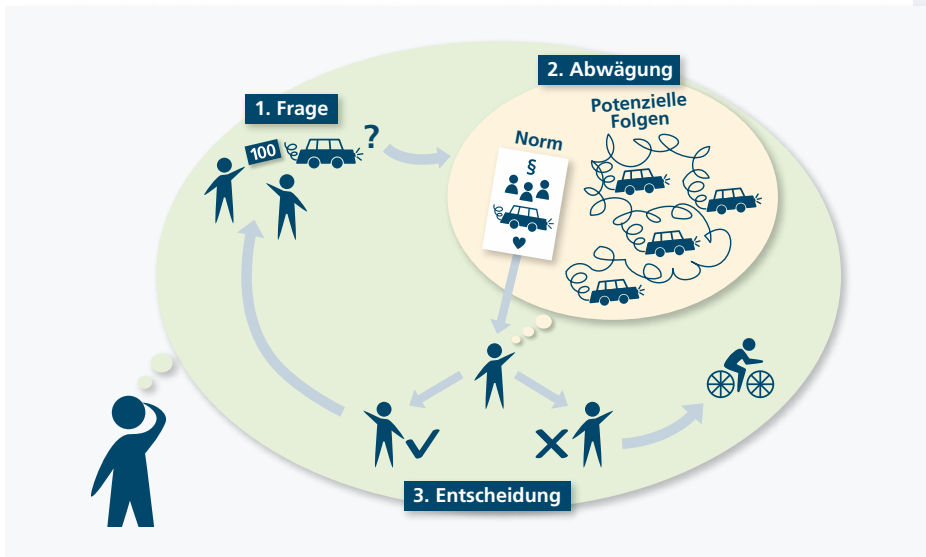 1. Frage
100
?
2. Abwägung
Norm
§
Potenzielle
Folgen
3. Entscheidung